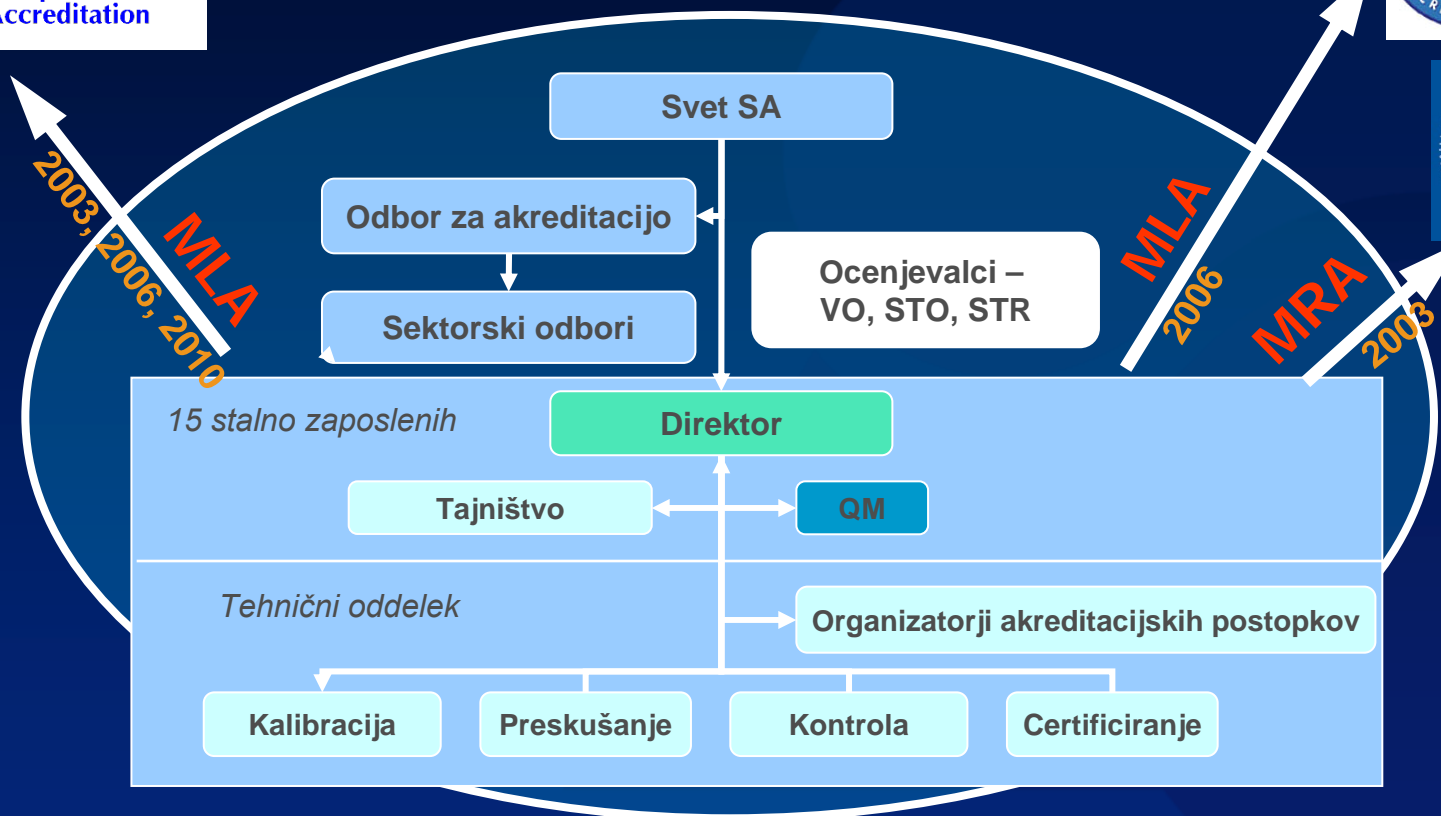 Accreditation
Svet SA
Odbor za akreditacijo
Sektorski odbori
Ocenjevalci –
VO, STO, STR
MLA
2003, 2006, 2010
MLA
2006
MRA
2003
15 stalno zaposlenih
Direktor
Tajništvo
QM
Tehnični oddelek
Organizatorji akreditacijskih postopkov
Kalibracija
Preskušanje
Kontrola
Certificiranje